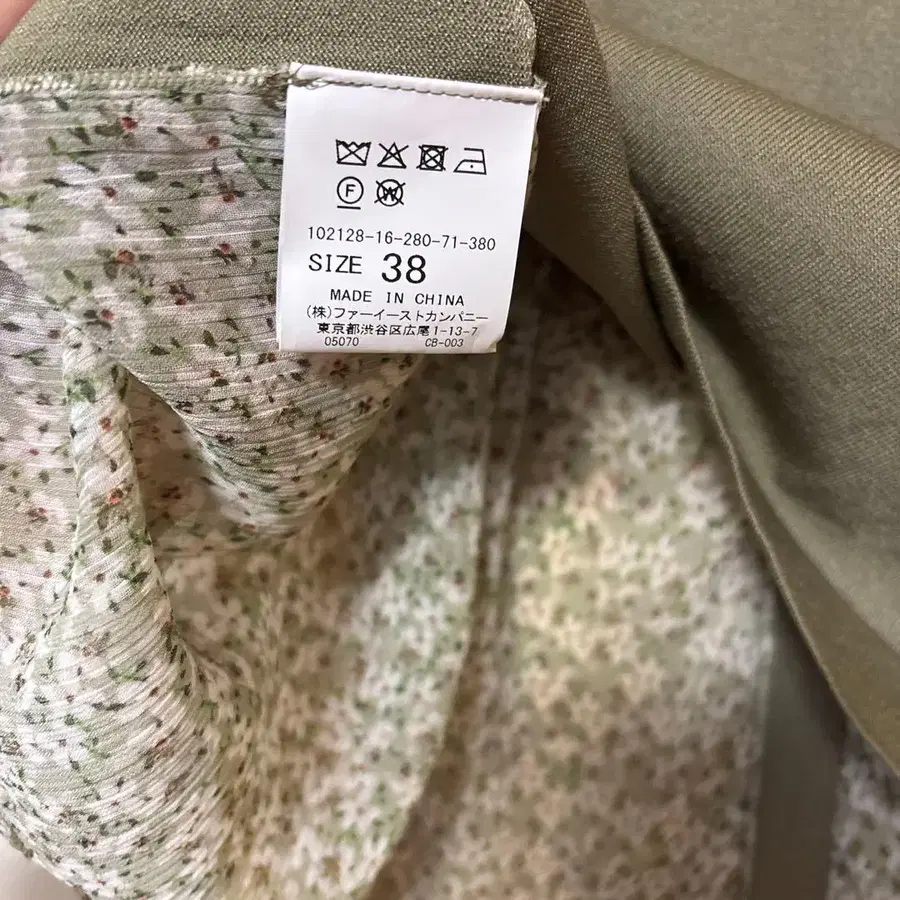 F W
102128-16-280-71-380
SIZE 38
MADE IN CHINA
(株)ファーイーストカンパニー
東京都渋谷区広尾1-13-7
05070 CB-003